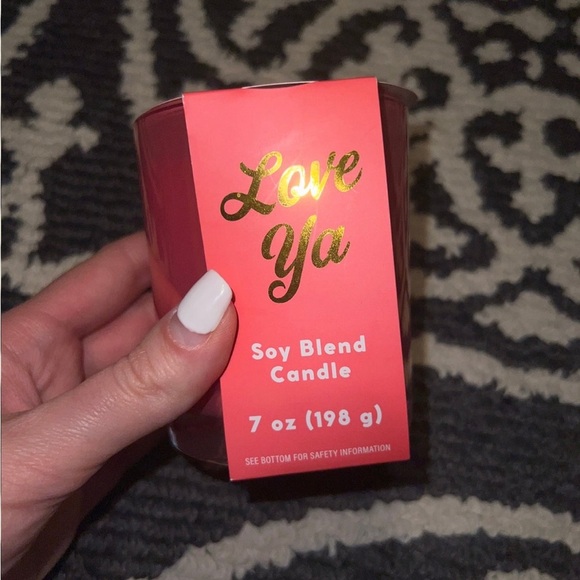 Love
Ya
Soy Blend
Candle
7 oz (198 g)
SEE BOTTOM FOR SAFETY INFORMATION